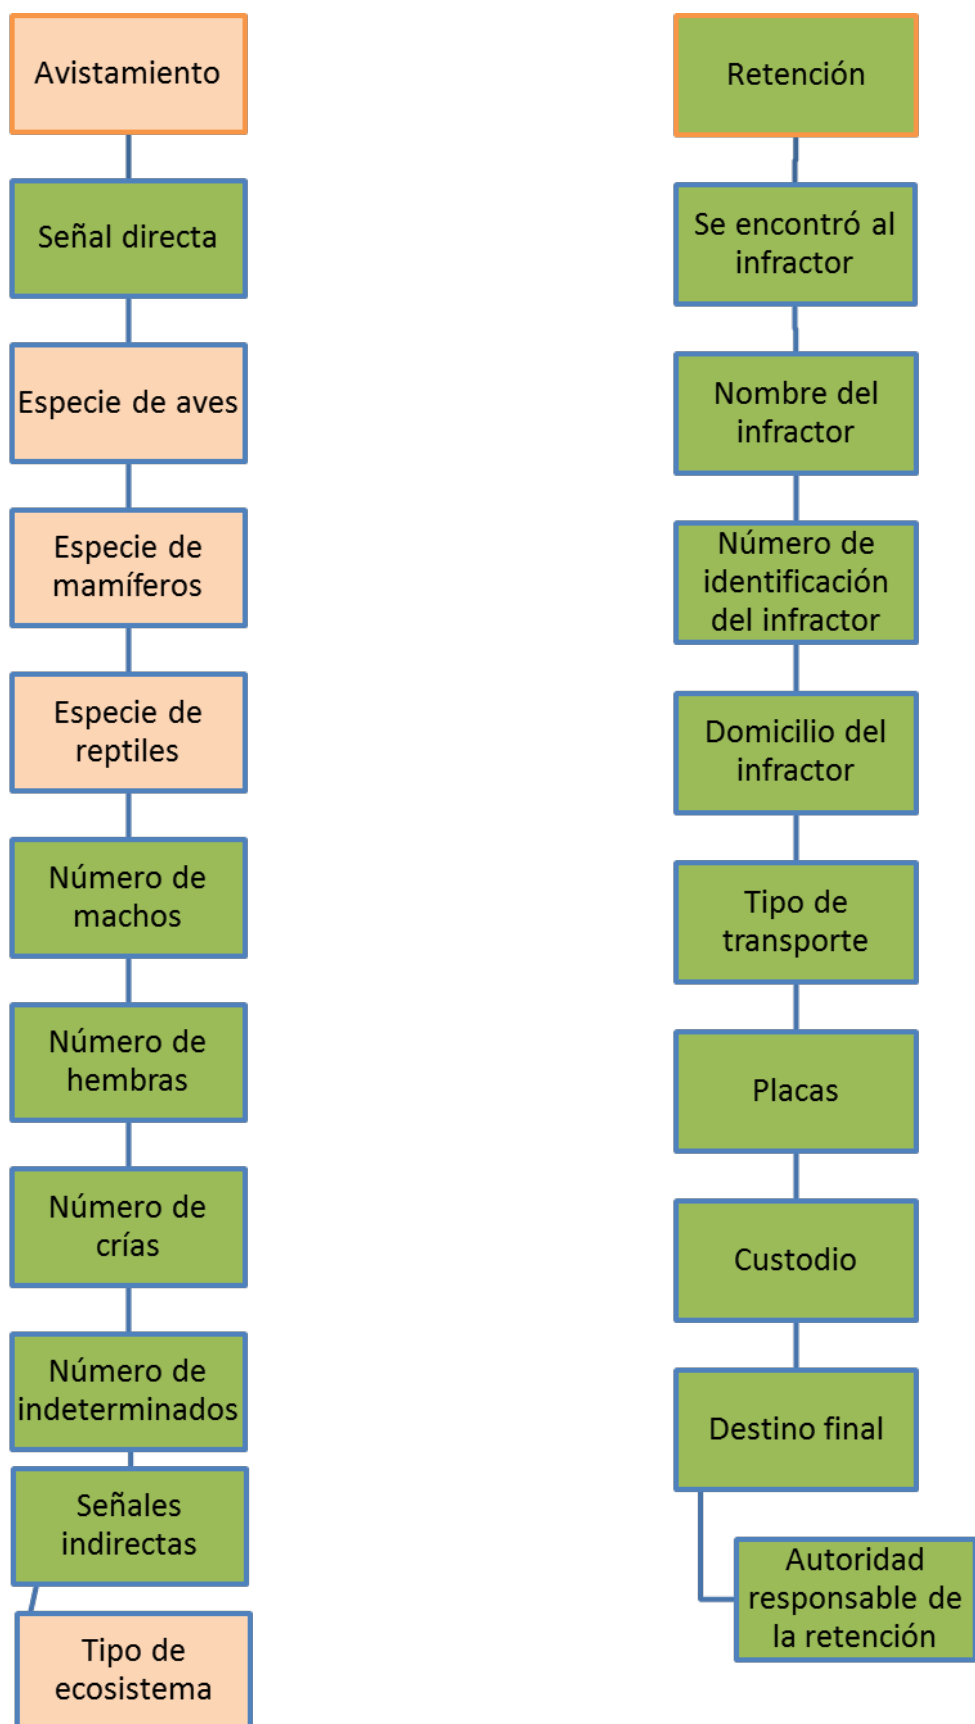 Avistamiento
Señal directa
Especie de aves
Especie de
mamíferos
Especie de
reptiles
Número de
machos
Número de
hembras
Número de
crías
Número de
indeterminados
Señales
indirectas
Tipo de
ecosistema
Retención
Se encontró al
infractor
Nombre del
infractor
Número de
identificación
del infractor
Domicilio del
infractor
Tipo de
transporte
Placas
Custodio
Destino final
Autoridad
responsable de
la retención